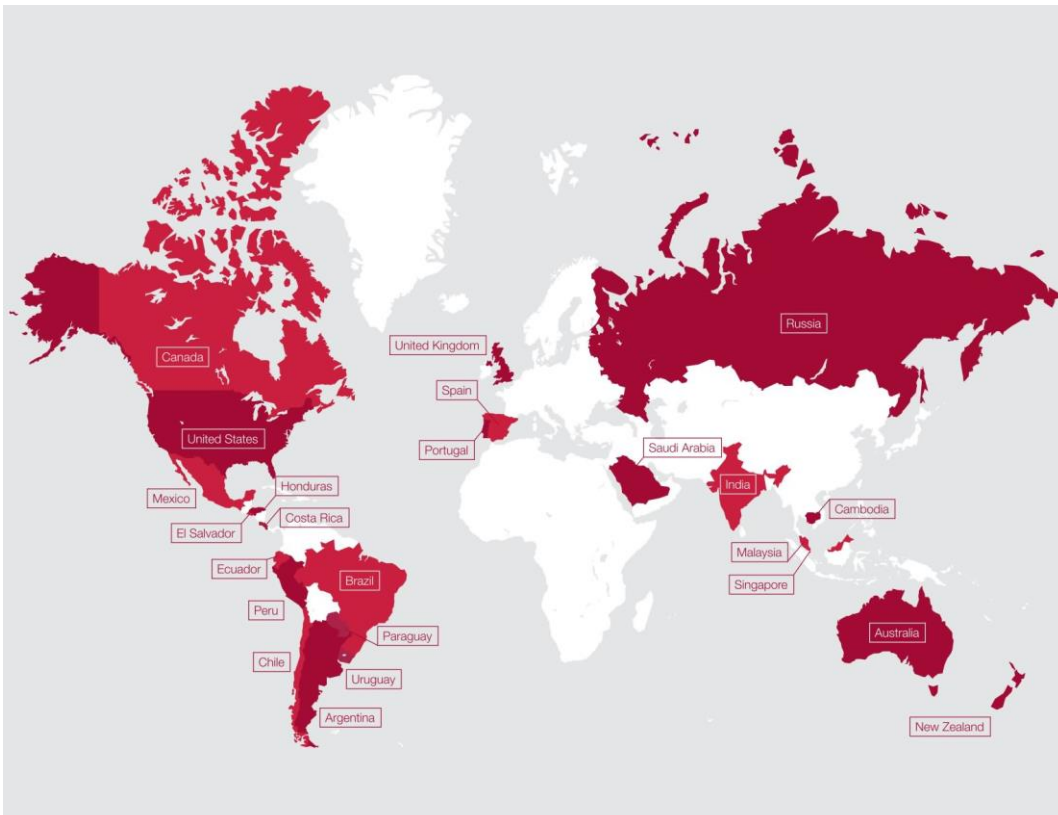 Russia
United Kingdom
Canada
Spain
United States
Portugal
Saudi Arabia
India
Honduras
Mexico
Cambodia
Costa Rica
El Salvador
Malaysia
Ecuador
Brazil
Singapore
Peru
Paraguay
Australia
Chile
Uruguay
Argentina
New Zealand